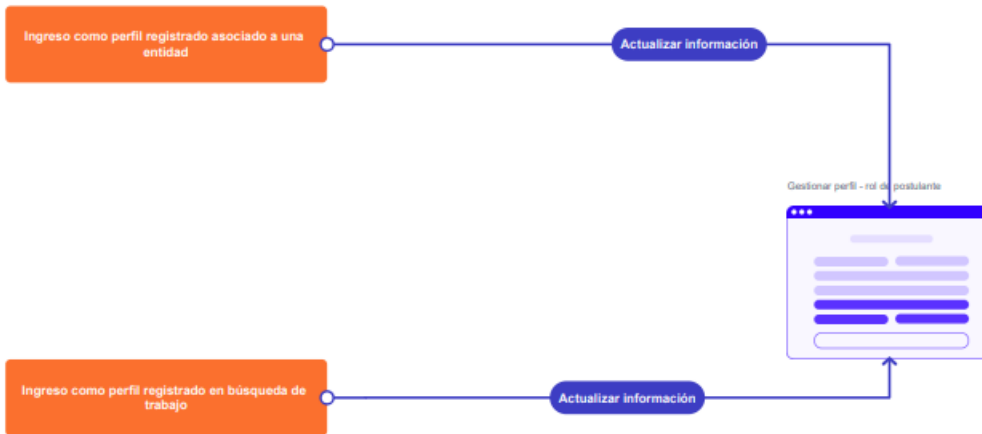 Ingreso como perfil registrado asociado a una
entidad
Actualizar información
Gestionar perfil - rol de postulante
Ingreso como perfil registrado en búsqueda de
trabajo
Actualizar información